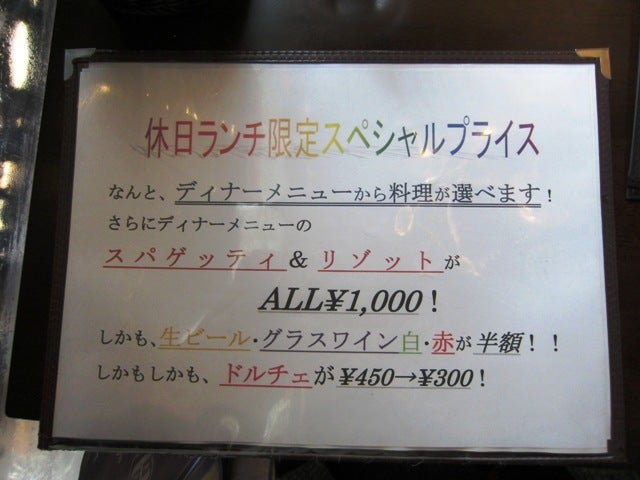 休日ランチ限定スペシャルプライス
なんと、ディナーメニューから料理が選べます！
さらにディナーメニューの
スパゲッティ＆リゾットが
ALL¥1,000！
しかも、生ビール・グラスワイン白・赤が半額！！
しかもしかも、ドルチェが¥450→¥300！